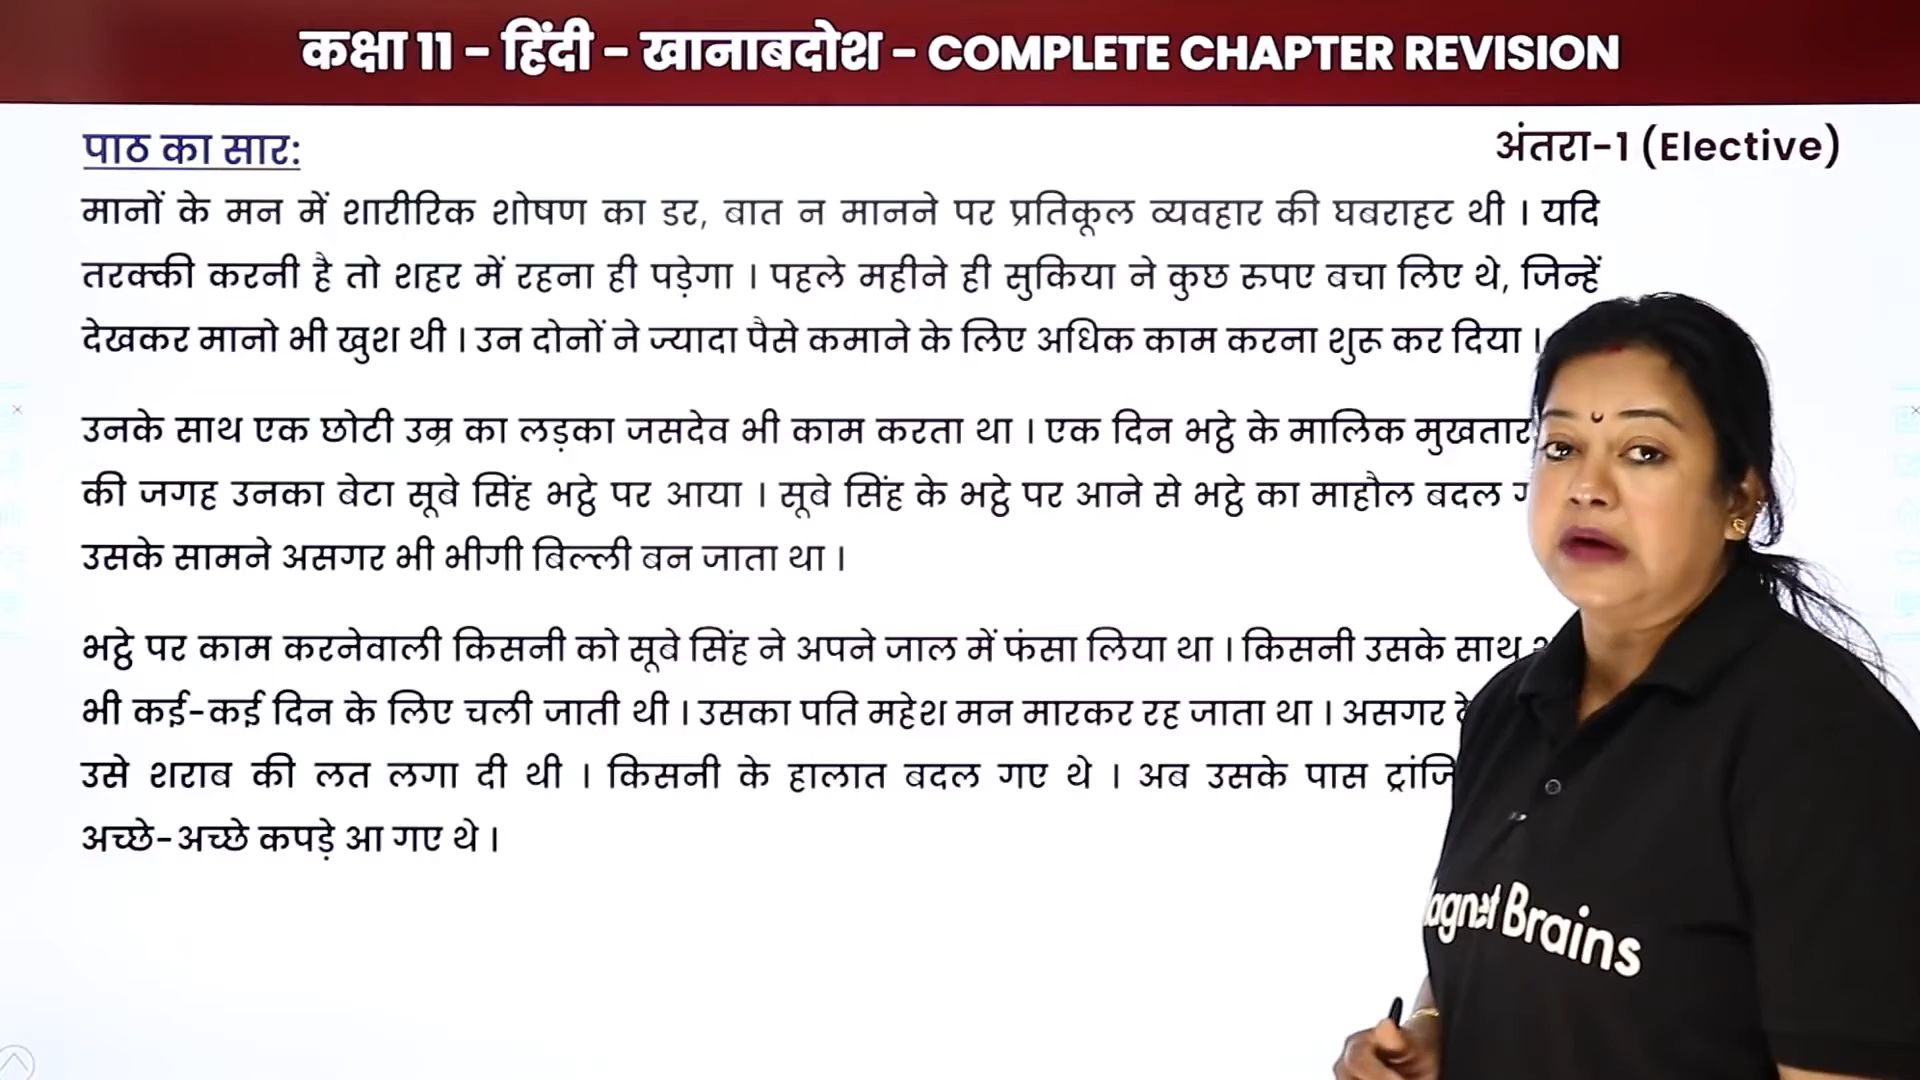 कक्षा 11 - हिंदी - खानाबदोश - COMPLETE CHAPTER REVISION
पाठ का सार:
अंतरा-1 (Elective)
मानों के मन में शारीरिक शोषण का डर, बात न मानने पर प्रतिकूल व्यवहार की घबराहट थी । यदि
तरक्की करनी है तो शहर में रहना ही पड़ेगा । पहले महीने ही सुकिया ने कुछ रुपए बचा लिए थे, जिन्हें
देखकर मानो भी खुश थी । उन दोनों ने ज्यादा पैसे कमाने के लिए अधिक काम करना शुरू कर दिया ।
उनके साथ एक छोटी उम्र का लड़का जसदेव भी काम करता था । एक दिन भट्ठे के मालिक मुखतार
की जगह उनका बेटा सूबे सिंह भट्ठे पर आया । सूबे सिंह के भट्ठे पर आने से भट्ठे का माहौल बदल
उसके सामने असगर भी भीगी बिल्ली बन जाता था ।
भट्ठे पर काम करनेवाली किसनी को सूबे सिंह ने अपने जाल में फंसा लिया था । किसनी उसके साथ
भी कई-कई दिन के लिए चली जाती थी । उसका पति महेश मन मारकर रह जाता था । असगर
उसे शराब की लत लगा दी थी । किसनी के हालात बदल गए थे । अब उसके पास
अच्छे-अच्छे कपड़े आ गए थे ।
Brains